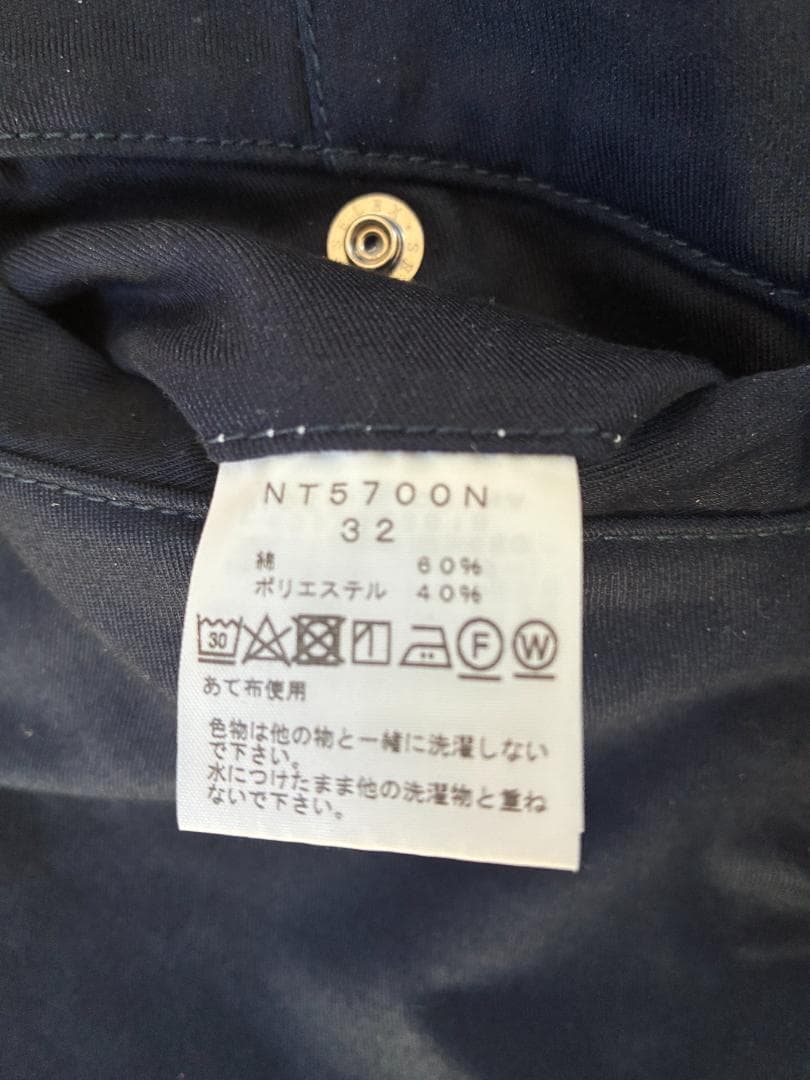 NT5700N
32
綿 60%
ポリエステル 40%
30 F W
あて布使用
色物は他の物と一緒に洗濯しない
で下さい。
水につけたまま他の洗濯物と重ね
ないで下さい。